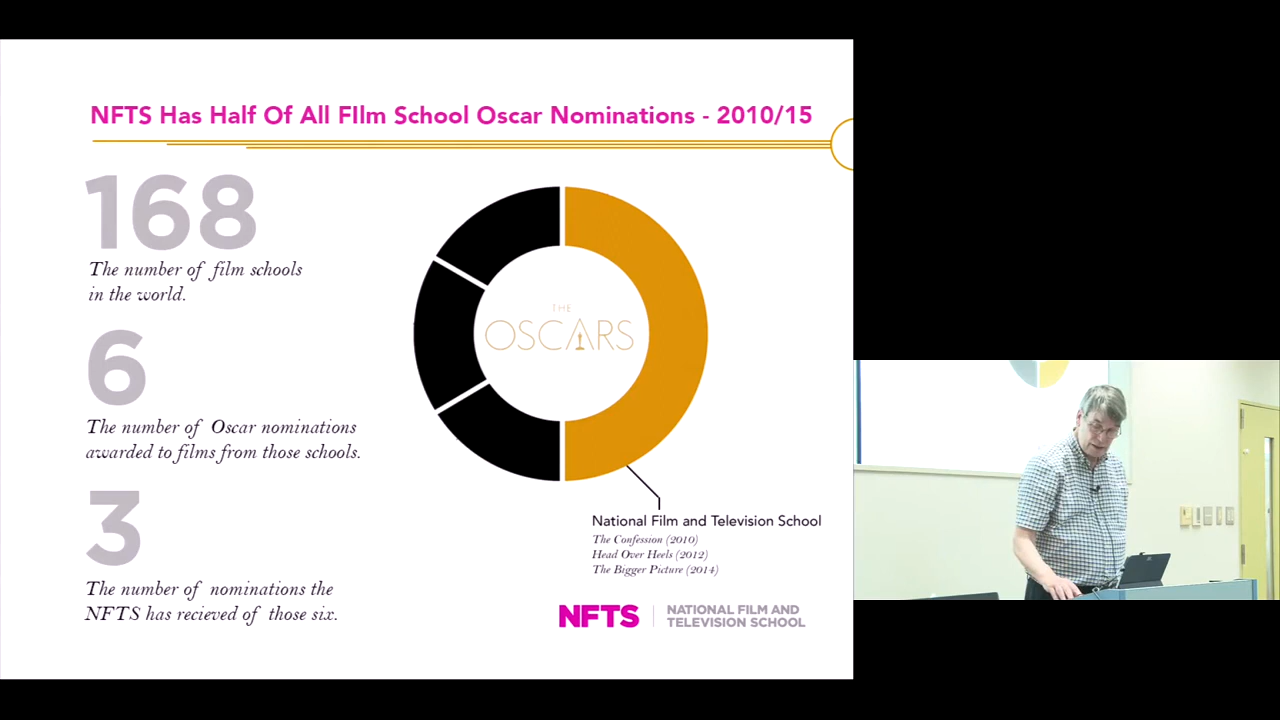 NFTS Has Half Of All FIlm School Oscar Nominations - 2010/15
168
The number of film schools
in the world.
6
The number of Oscar nominations
awarded to films from those schools.
3
The number of nominations the
NFTS has recieved of those six.
THE
OSCARS
National Film and Television School
The Confession (2010)
Head Over Heels (2012)
The Bigger Picture (2014)
NFTS
NATIONAL FILM AND
TELEVISION SCHOOL